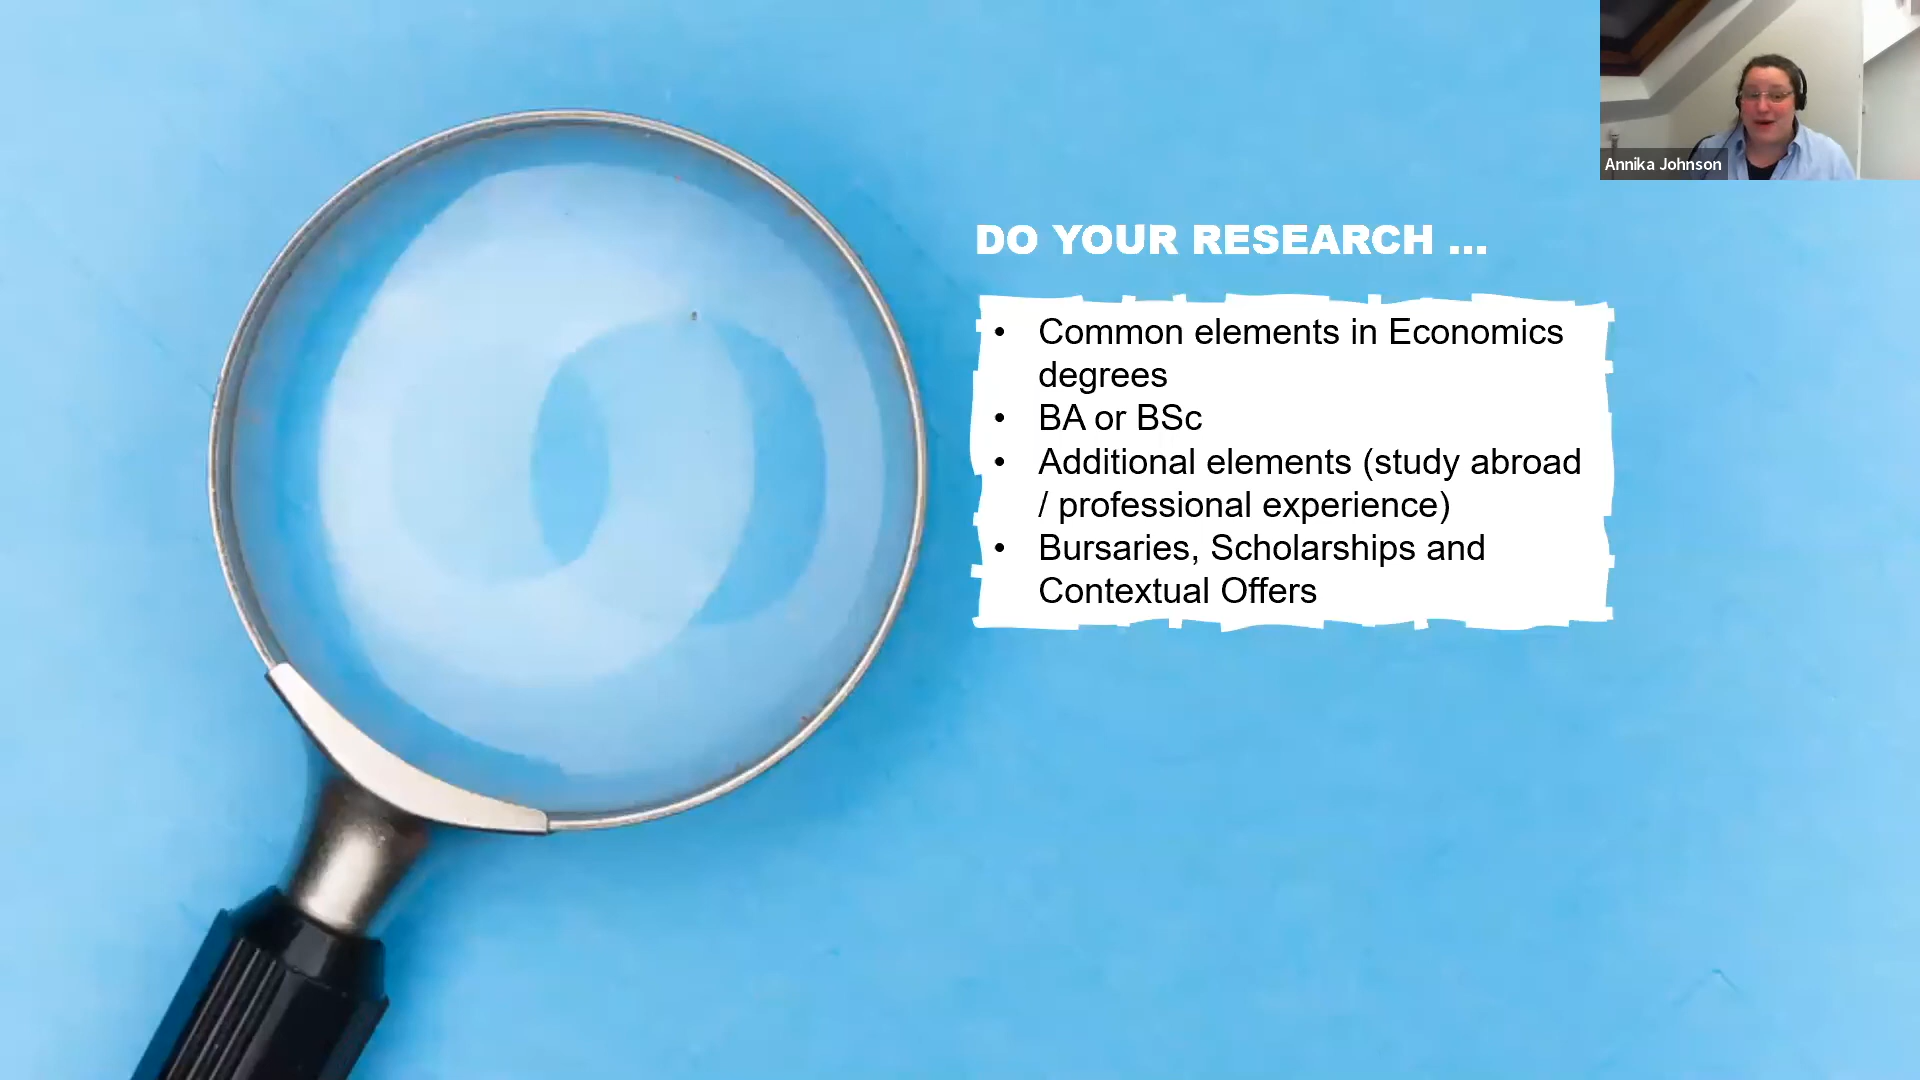 Annika Johnson
DO YOUR RESEARCH ...
• Common elements in Economics
degrees
• BA or BSc
• Additional elements (study abroad
/ professional experience)
• Bursaries, Scholarships and
Contextual Offers